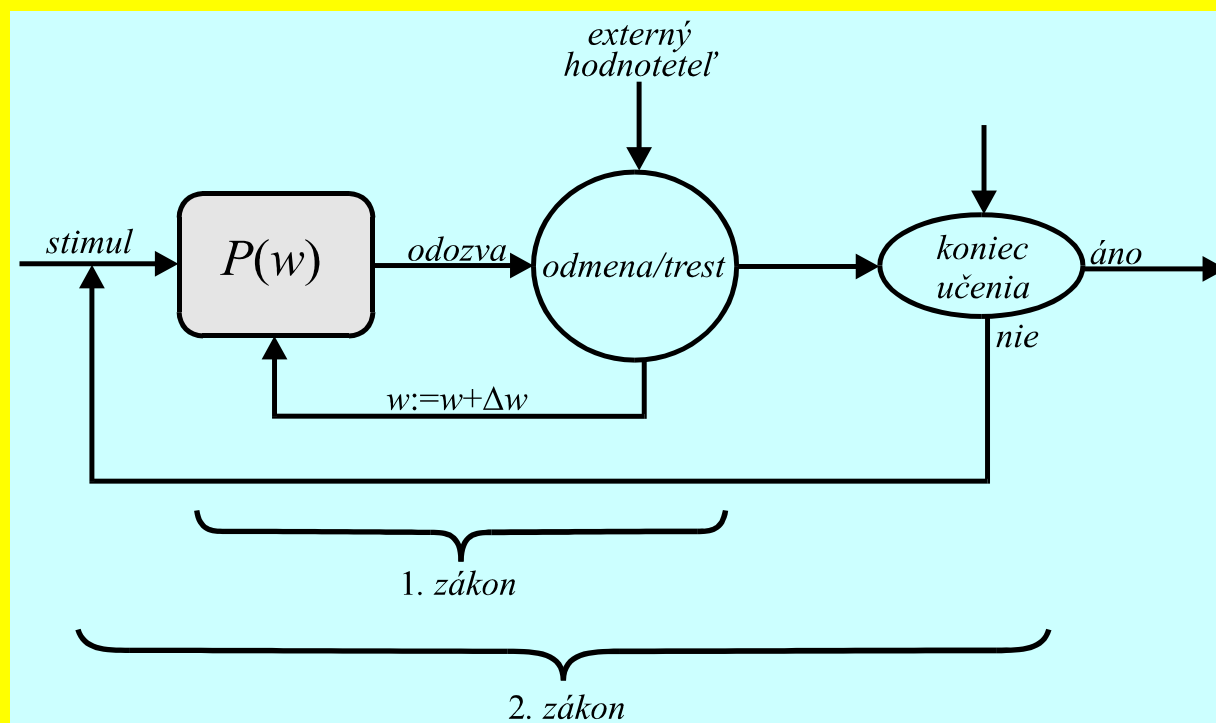 externý
hodnoteteľ
stimul
P(w)
odozva
odmena/trest
koniec
učenia
áno
nie
w:=w+Δw
1. zákon
2. zákon